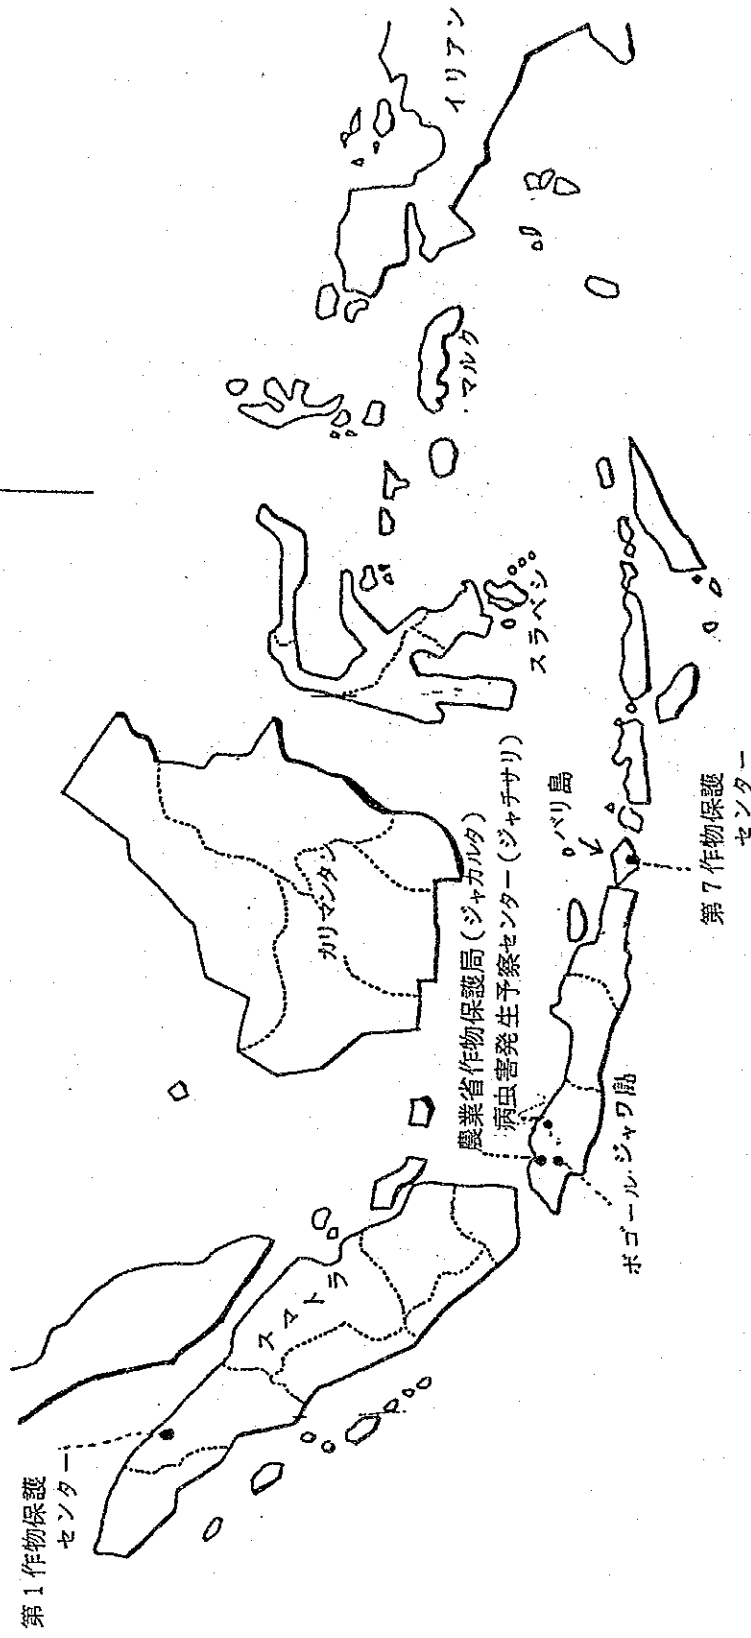 第1作物保護
センター
スマトラ
カリマンタン
スラベシ
マルク
イリアン
農業省作物保護局(ジャカルタ)
病虫害発生予察センター(ジャチサリ)
バリ島
ボゴール
ジャワ島
第7作物保護
センター